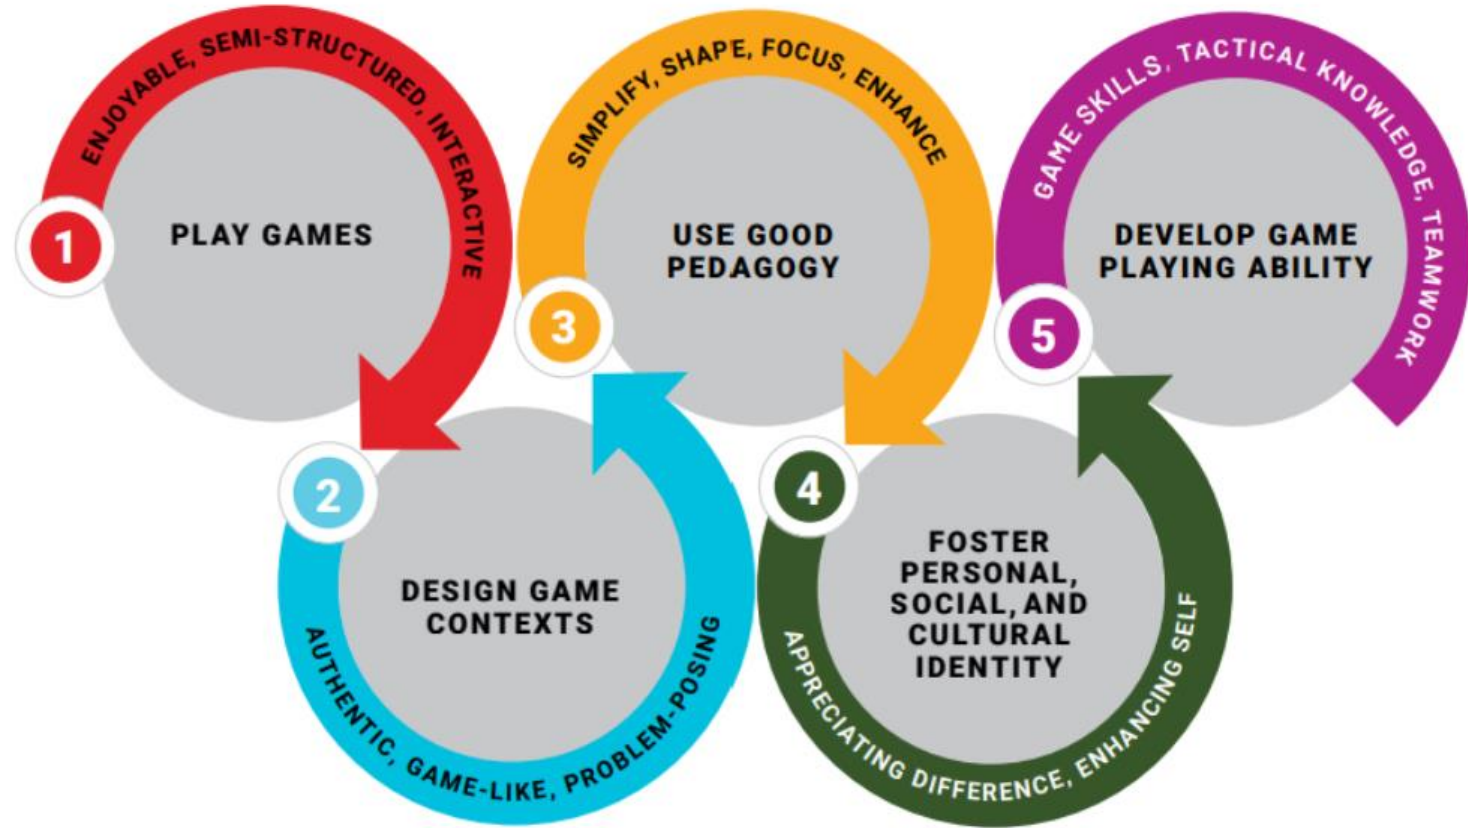 ENJOYABLE, SEMI-STRUCTURED, INTERACTIVE
1
PLAY GAMES
AUTHENTIC, GAME-LIKE, PROBLEM-POSING
2
DESIGN GAME
CONTEXTS
SIMPLIFY, SHAPE, FOCUS, ENHANCE
3
USE GOOD
PEDAGOGY
APPRECIATING DIFFERENCE, ENHANCING SELF
4
FOSTER
PERSONAL,
SOCIAL, AND
CULTURAL
IDENTITY
GAME SKILLS, TACTICAL KNOWLEDGE, TEAMWORK
5
DEVELOP GAME
PLAYING ABILITY